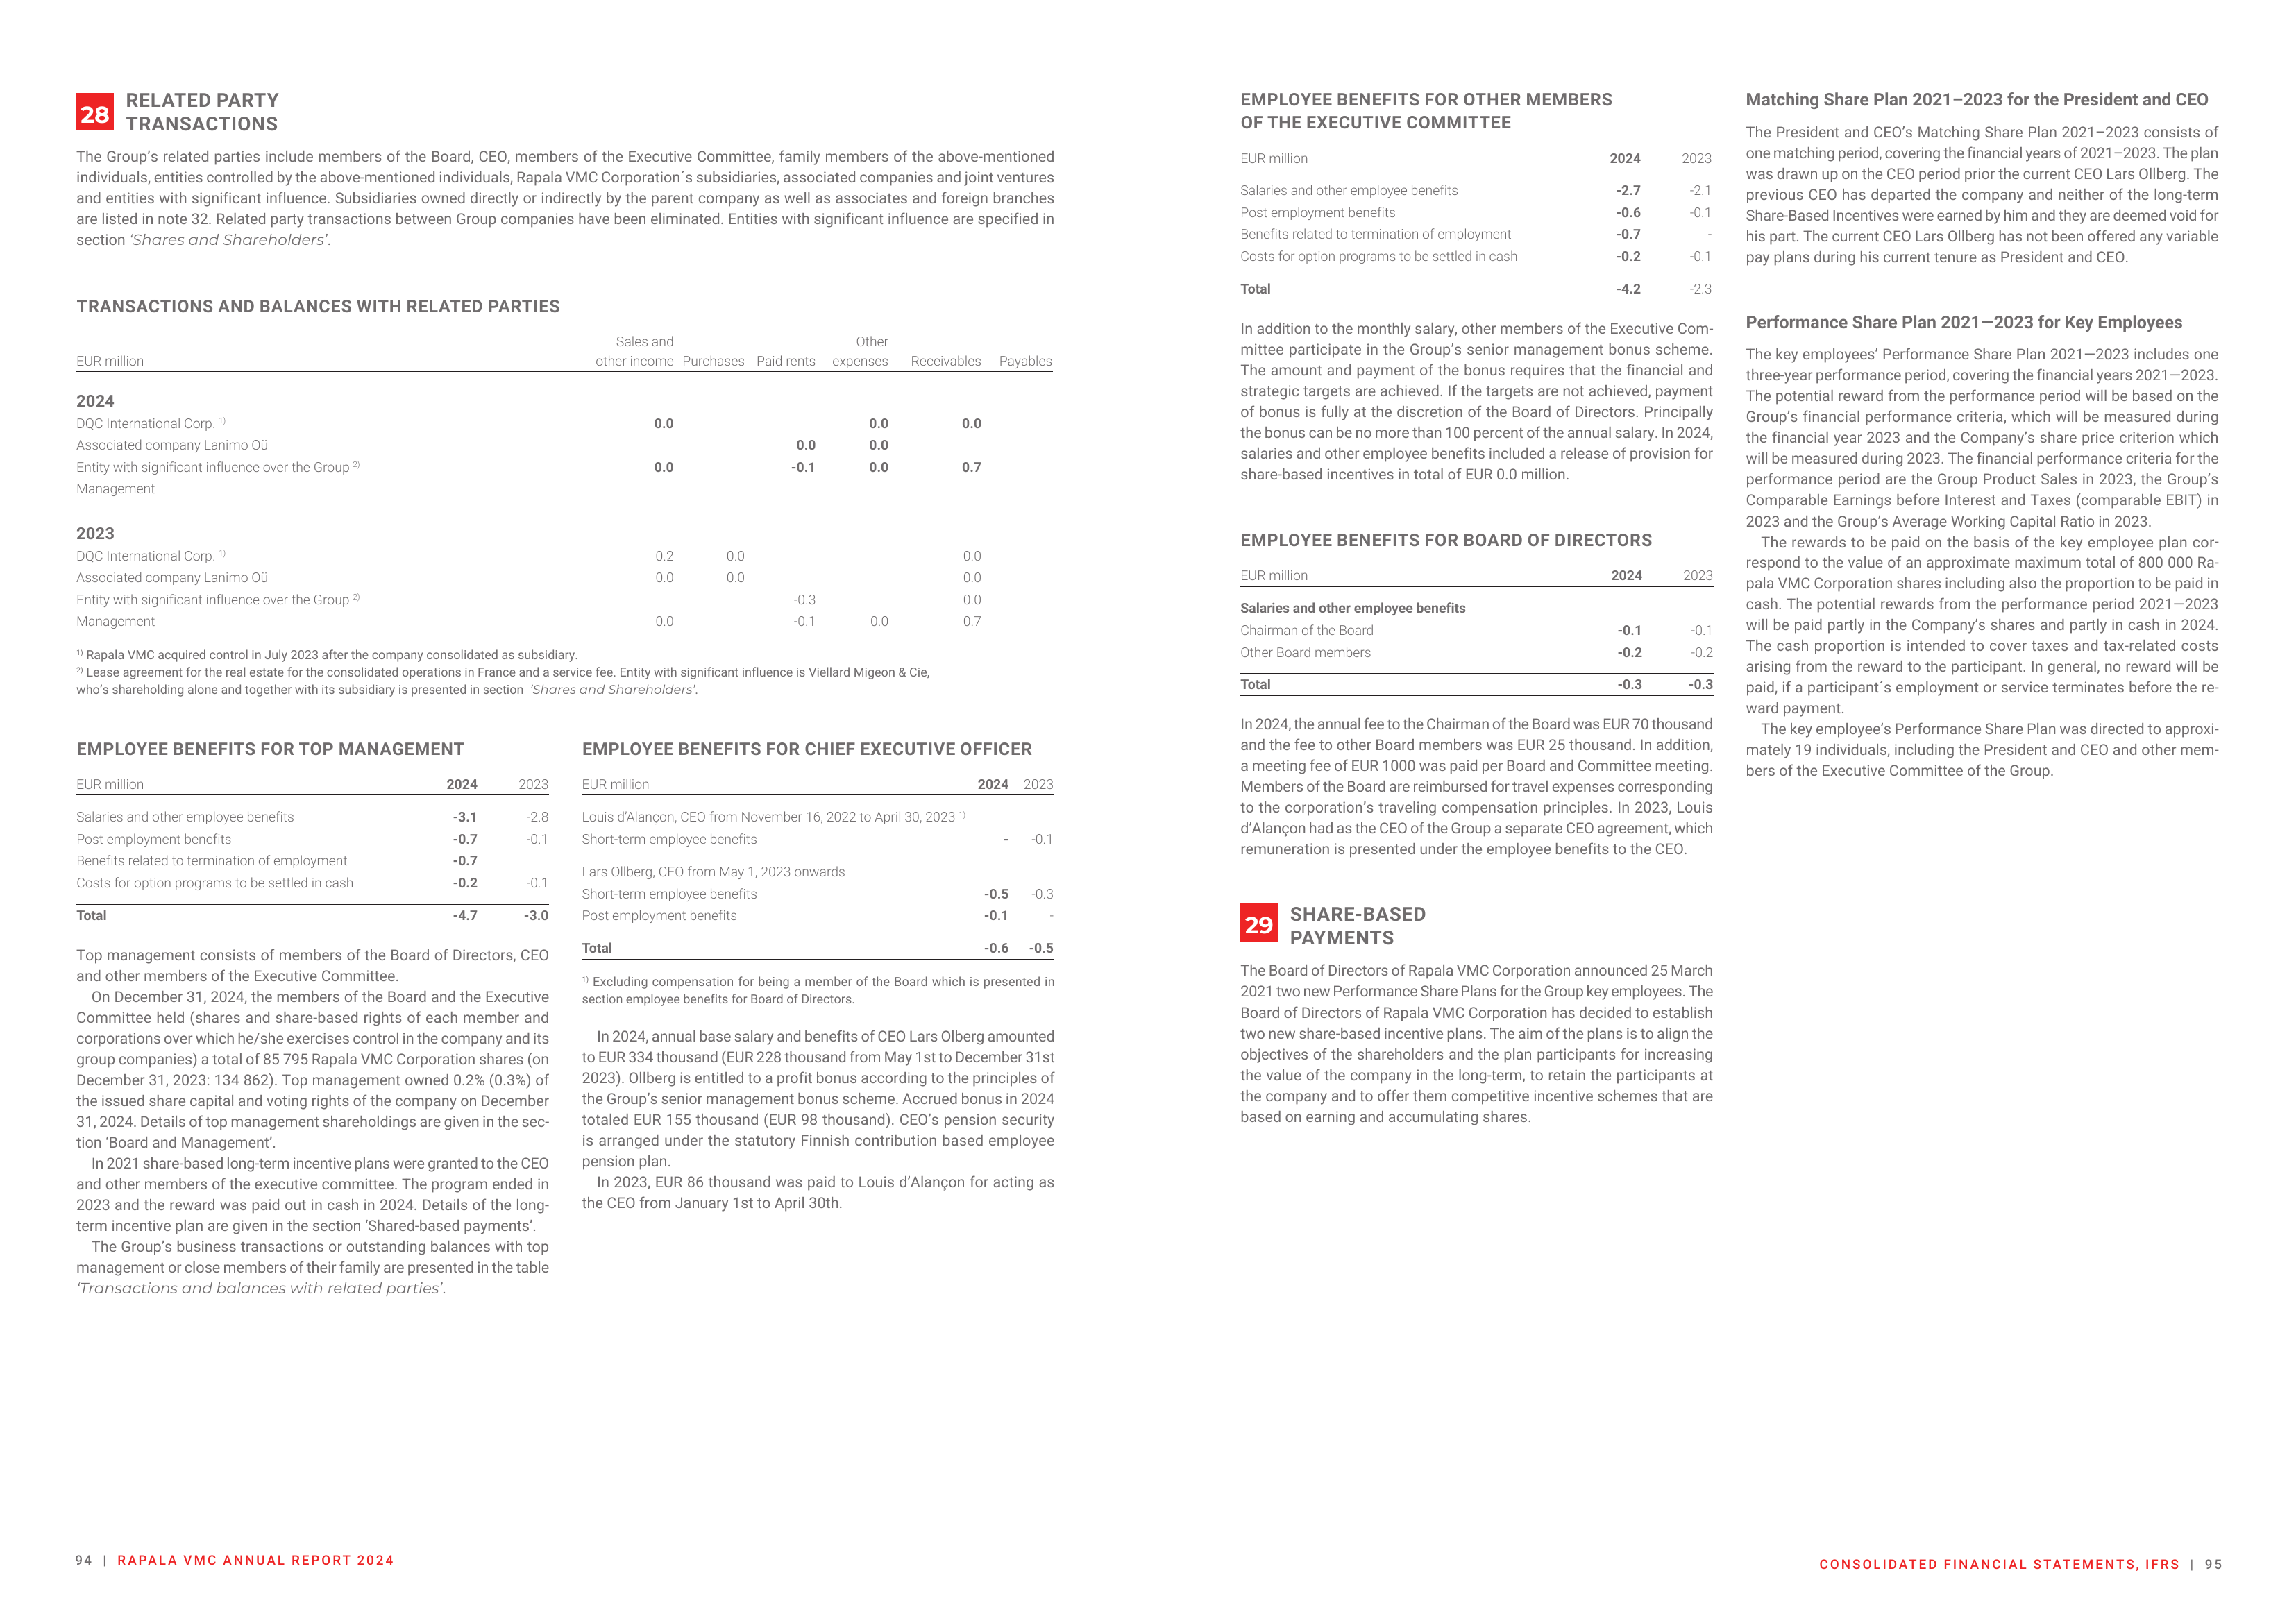 28 RELATED PARTY
TRANSACTIONS
The Group’s related parties include members of the Board, CEO, members of the Executive Committee, family members of the above-mentioned
individuals, entities controlled by the above-mentioned individuals, Rapala VMC Corporation´s subsidiaries, associated companies and joint ventures
and entities with significant influence. Subsidiaries owned directly or indirectly by the parent company as well as associates and foreign branches
are listed in note 32. Related party transactions between Group companies have been eliminated. Entities with significant influence are specified in
section ‘Shares and Shareholders’.
TRANSACTIONS AND BALANCES WITH RELATED PARTIES
Sales and Other
EUR million other income Purchases Paid rents expenses Receivables Payables
2024
DQC International Corp. 1) 0.0 0.0 0.0
Associated company Lanimo Oü 0.0 0.0
Entity with significant influence over the Group 2) 0.0 -0.1 0.0 0.7
Management
2023
DQC International Corp. 1) 0.2 0.0 0.0
Associated company Lanimo Oü 0.0 0.0 0.0
Entity with significant influence over the Group 2) -0.3 0.0
Management 0.0 -0.1 0.0 0.7
1) Rapala VMC acquired control in July 2023 after the company consolidated as subsidiary.
2) Lease agreement for the real estate for the consolidated operations in France and a service fee. Entity with significant influence is Viellard Migeon & Cie,
who’s shareholding alone and together with its subsidiary is presented in section ’Shares and Shareholders’.
EMPLOYEE BENEFITS FOR TOP MANAGEMENT
EUR million 2024 2023
Salaries and other employee benefits -3.1 -2.8
Post employment benefits -0.7 -0.1
Benefits related to termination of employment -0.7
Costs for option programs to be settled in cash -0.2 -0.1
Total -4.7 -3.0
Top management consists of members of the Board of Directors, CEO
and other members of the Executive Committee.
On December 31, 2024, the members of the Board and the Executive
Committee held (shares and share-based rights of each member and
corporations over which he/she exercises control in the company and its
group companies) a total of 85 795 Rapala VMC Corporation shares (on
December 31, 2023: 134 862). Top management owned 0.2% (0.3%) of
the issued share capital and voting rights of the company on December
31, 2024. Details of top management shareholdings are given in the sec-
tion ‘Board and Management’.
In 2021 share-based long-term incentive plans were granted to the CEO
and other members of the executive committee. The program ended in
2023 and the reward was paid out in cash in 2024. Details of the long-
term incentive plan are given in the section ‘Shared-based payments’.
The Group’s business transactions or outstanding balances with top
management or close members of their family are presented in the table
‘Transactions and balances with related parties’.
EMPLOYEE BENEFITS FOR CHIEF EXECUTIVE OFFICER
EUR million 2024 2023
Louis d’Alançon, CEO from November 16, 2022 to April 30, 2023 1)
Short-term employee benefits - -0.1
Lars Ollberg, CEO from May 1, 2023 onwards
Short-term employee benefits -0.5 -0.3
Post employment benefits -0.1 -
Total -0.6 -0.5
1) Excluding compensation for being a member of the Board which is presented in
section employee benefits for Board of Directors.
In 2024, annual base salary and benefits of CEO Lars Olberg amounted
to EUR 334 thousand (EUR 228 thousand from May 1st to December 31st
2023). Ollberg is entitled to a profit bonus according to the principles of
the Group’s senior management bonus scheme. Accrued bonus in 2024
totaled EUR 155 thousand (EUR 98 thousand). CEO’s pension security
is arranged under the statutory Finnish contribution based employee
pension plan.
In 2023, EUR 86 thousand was paid to Louis d’Alançon for acting as
the CEO from January 1st to April 30th.
94 | RAPALA VMC ANNUAL REPORT 2024
EMPLOYEE BENEFITS FOR OTHER MEMBERS
OF THE EXECUTIVE COMMITTEE
EUR million 2024 2023
Salaries and other employee benefits -2.7 -2.1
Post employment benefits -0.6 -0.1
Benefits related to termination of employment -0.7 -
Costs for option programs to be settled in cash -0.2 -0.1
Total -4.2 -2.3
In addition to the monthly salary, other members of the Executive Com-
mittee participate in the Group’s senior management bonus scheme.
The amount and payment of the bonus requires that the financial and
strategic targets are achieved. If the targets are not achieved, payment
of bonus is fully at the discretion of the Board of Directors. Principally
the bonus can be no more than 100 percent of the annual salary. In 2024,
salaries and other employee benefits included a release of provision for
share-based incentives in total of EUR 0.0 million.
EMPLOYEE BENEFITS FOR BOARD OF DIRECTORS
EUR million 2024 2023
Salaries and other employee benefits
Chairman of the Board -0.1 -0.1
Other Board members -0.2 -0.2
Total -0.3 -0.3
In 2024, the annual fee to the Chairman of the Board was EUR 70 thousand
and the fee to other Board members was EUR 25 thousand. In addition,
a meeting fee of EUR 1000 was paid per Board and Committee meeting.
Members of the Board are reimbursed for travel expenses corresponding
to the corporation’s traveling compensation principles. In 2023, Louis
d’Alançon had as the CEO of the Group a separate CEO agreement, which
remuneration is presented under the employee benefits to the CEO.
29 SHARE-BASED
PAYMENTS
The Board of Directors of Rapala VMC Corporation announced 25 March
2021 two new Performance Share Plans for the Group key employees. The
Board of Directors of Rapala VMC Corporation has decided to establish
two new share-based incentive plans. The aim of the plans is to align the
objectives of the shareholders and the plan participants for increasing
the value of the company in the long-term, to retain the participants at
the company and to offer them competitive incentive schemes that are
based on earning and accumulating shares.
Matching Share Plan 2021–2023 for the President and CEO
The President and CEO’s Matching Share Plan 2021–2023 consists of
one matching period, covering the financial years of 2021–2023. The plan
was drawn up on the CEO period prior the current CEO Lars Ollberg. The
previous CEO has departed the company and neither of the long-term
Share-Based Incentives were earned by him and they are deemed void for
his part. The current CEO Lars Ollberg has not been offered any variable
pay plans during his current tenure as President and CEO.
Performance Share Plan 2021—2023 for Key Employees
The key employees’ Performance Share Plan 2021—2023 includes one
three-year performance period, covering the financial years 2021—2023.
The potential reward from the performance period will be based on the
Group’s financial performance criteria, which will be measured during
the financial year 2023 and the Company’s share price criterion which
will be measured during 2023. The financial performance criteria for the
performance period are the Group Product Sales in 2023, the Group’s
Comparable Earnings before Interest and Taxes (comparable EBIT) in
2023 and the Group’s Average Working Capital Ratio in 2023.
The rewards to be paid on the basis of the key employee plan cor-
respond to the value of an approximate maximum total of 800 000 Ra-
pala VMC Corporation shares including also the proportion to be paid in
cash. The potential rewards from the performance period 2021—2023
will be paid partly in the Company’s shares and partly in cash in 2024.
The cash proportion is intended to cover taxes and tax-related costs
arising from the reward to the participant. In general, no reward will be
paid, if a participant´s employment or service terminates before the re-
ward payment.
The key employee’s Performance Share Plan was directed to approxi-
mately 19 individuals, including the President and CEO and other mem-
bers of the Executive Committee of the Group.
CONSOLIDATED FINANCIAL STATEMENTS, IFRS | 95